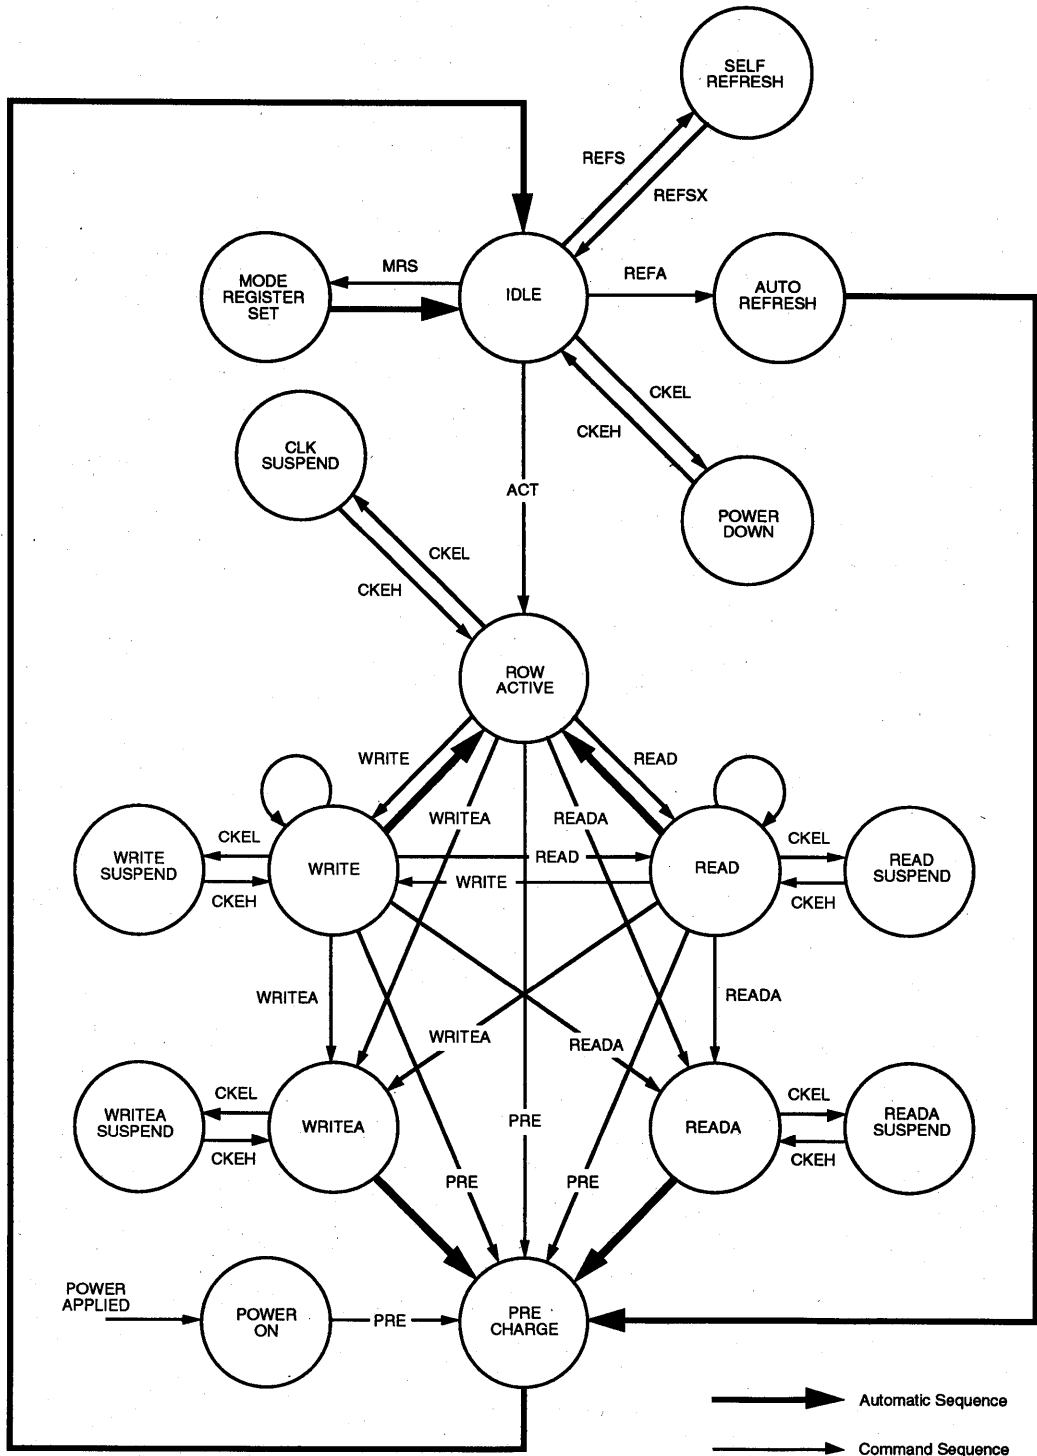 SELF
REFRESH
REFS
REFSX
MRS
REFA
MODE
REGISTER
SET
IDLE
AUTO
REFRESH
CKEL
CKEH
CLK
SUSPEND
ACT
POWER
DOWN
CKEL
CKEH
ROW
ACTIVE
WRITE
READ
WRITEA
READA
CKEL
READ
CKEL
WRITE
SUSPEND
WRITE
READ
READ
SUSPEND
WRITE
CKEH
CKEH
WRITEA
READA
WRITEA
READA
CKEL
CKEL
WRITEA
SUSPEND
WRITEA
PRE
READA
READA
SUSPEND
CKEH
CKEH
PRE
PRE
POWER
APPLIED
POWER
ON
PRE
PRE
CHARGE
Automatic Sequence
Command Sequence